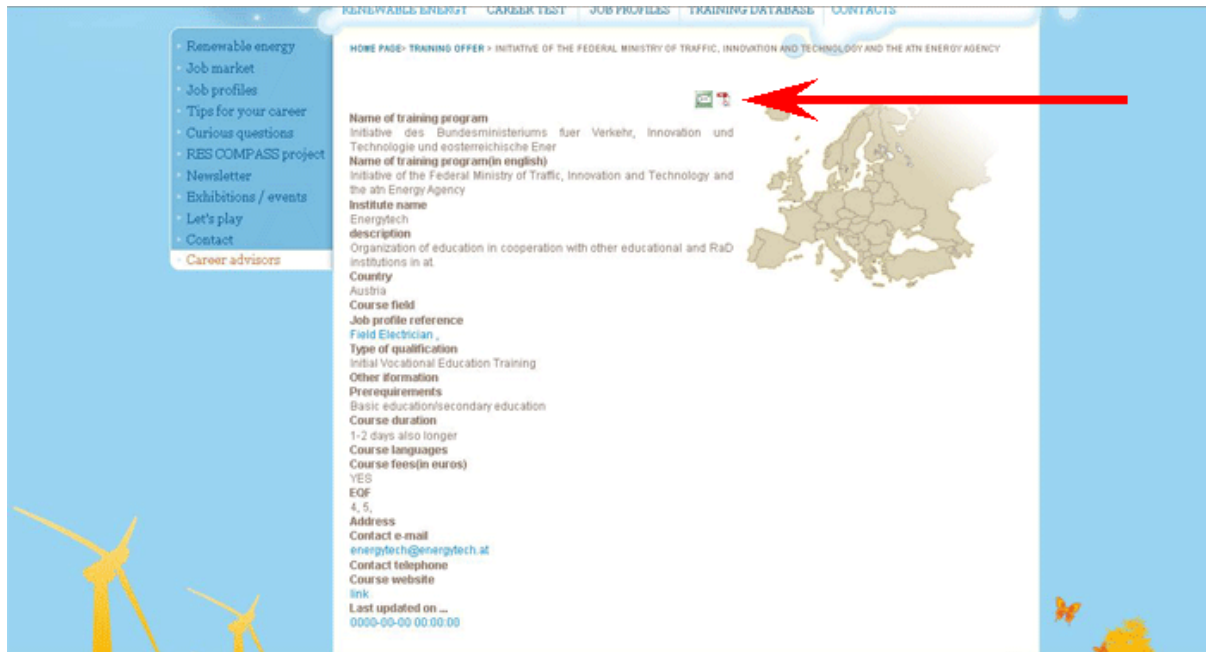 RENEWABLE ENERGY CAREER TEST JOB PROFILES TRAINING DATABASE CONTACTS
Renewable energy
Job market
Job profiles
Tips for your career
Curious questions
RES COMPASS project
Newsletter
Exhibitions / events
Let's play
Contact
Career advisors
HOME PAGE> TRAINING OFFER > INITIATIVE OF THE FEDERAL MINISTRY OF TRAFFIC, INNOVATION AND TECHNOLOGY AND THE ATN ENERGY AGENCY
Name of training program
Initiative des Bundesministeriums fuer Verkehr, Innovation und
Technologie und eosterreichische Ener
Name of training program(in english)
Initiative of the Federal Ministry of Traffic, Innovation and Technology and
the atn Energy Agency
Institute name
Energytech
description
Organization of education in cooperation with other educational and RaD
institutions in at.
Country
Austria
Course field
Job profile reference
Field Electrician ,
Type of qualification
Initial Vocational Education Training
Other iformation
Prerequirements
Basic education/secondary education
Course duration
1-2 days also longer
Course languages
Course fees(in euros)
YES
EQF
4, 5,
Address
Contact e-mail
energytech@energytech.at
Contact telephone
Course website
link
Last updated on ...
0000-00-00 00:00:00